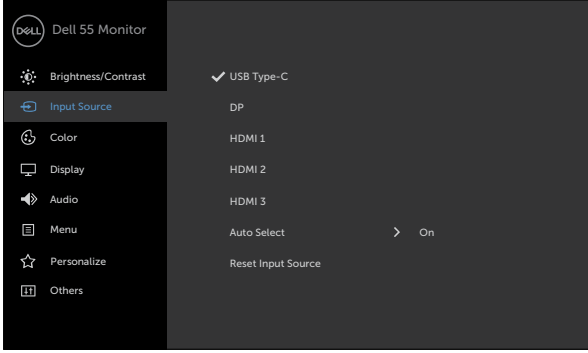 DELL
Dell 55 Monitor
Brightness/Contrast
Input Source
Color
Display
Audio
Menu
Personalize
Others
USB Type-C
DP
HDMI 1
HDMI 2
HDMI 3
Auto Select On
Reset Input Source